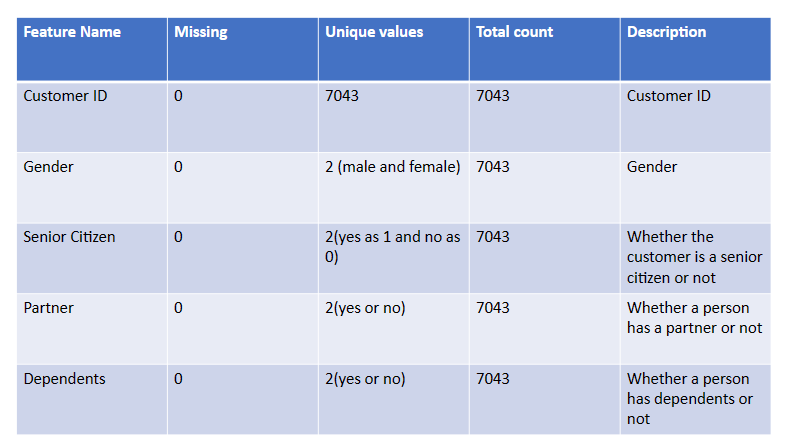 Feature Name Missing Unique values Total count Description
Customer ID 0 7043 7043 Customer ID
Gender 0 2 (male and female) 7043 Gender
Senior Citizen 0 2(yes as 1 and no as 7043 Whether the
0) customer is a senior
citizen or not
Partner 0 2(yes or no) 7043 Whether a person
has a partner or not
Dependents 0 2(yes or no) 7043 Whether a person
has dependents or
not